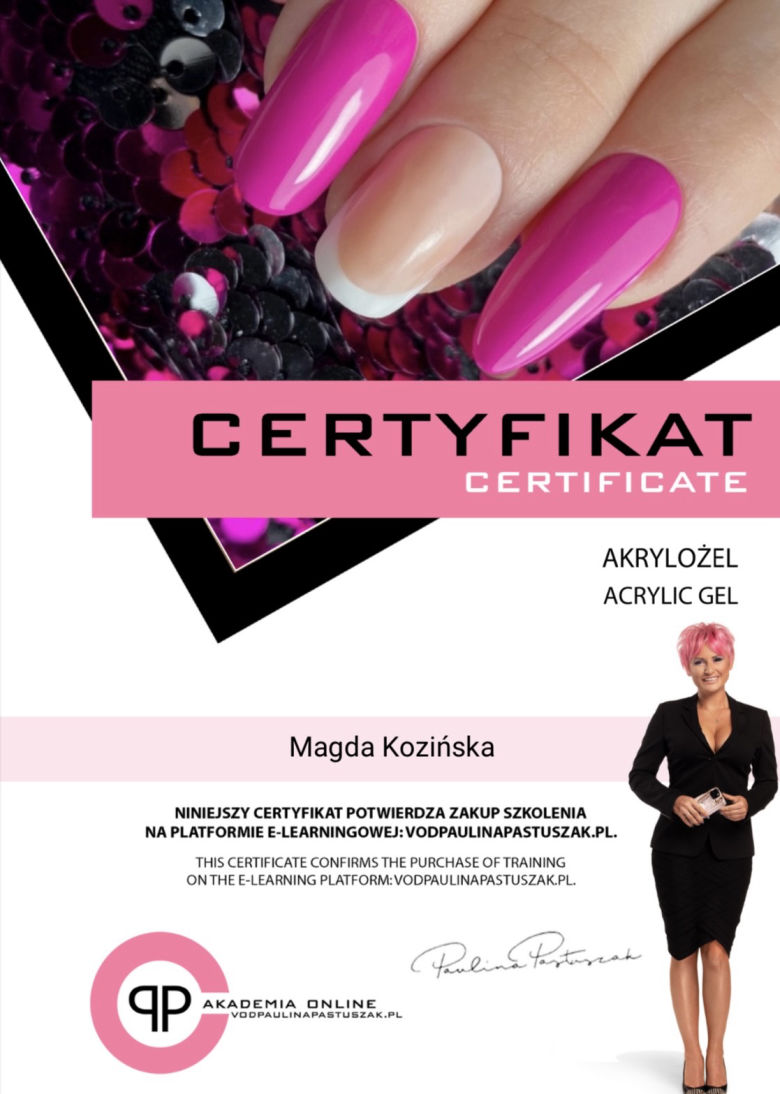 CERTYFIKAT
CERTIFICATE
AKRYLOŻEL
ACRYLIC GEL
Magda Kozińska
NINIEJSZY CERTYFIKAT POTWIERDZA ZAKUP SZKOLENIA
NA PLATFORMIE E-LEARNINGOWEJ: VODPAULINAPASTUSZAK.PL.
THIS CERTIFICATE CONFIRMS THE PURCHASE OF TRAINING
ON THE E-LEARNING PLATFORM: VODPAULINAPASTUSZAK.PL.
Paulina Pastuszak
PP AKADEMIA ONLINE
VODPAULINAPASTUSZAK.PL